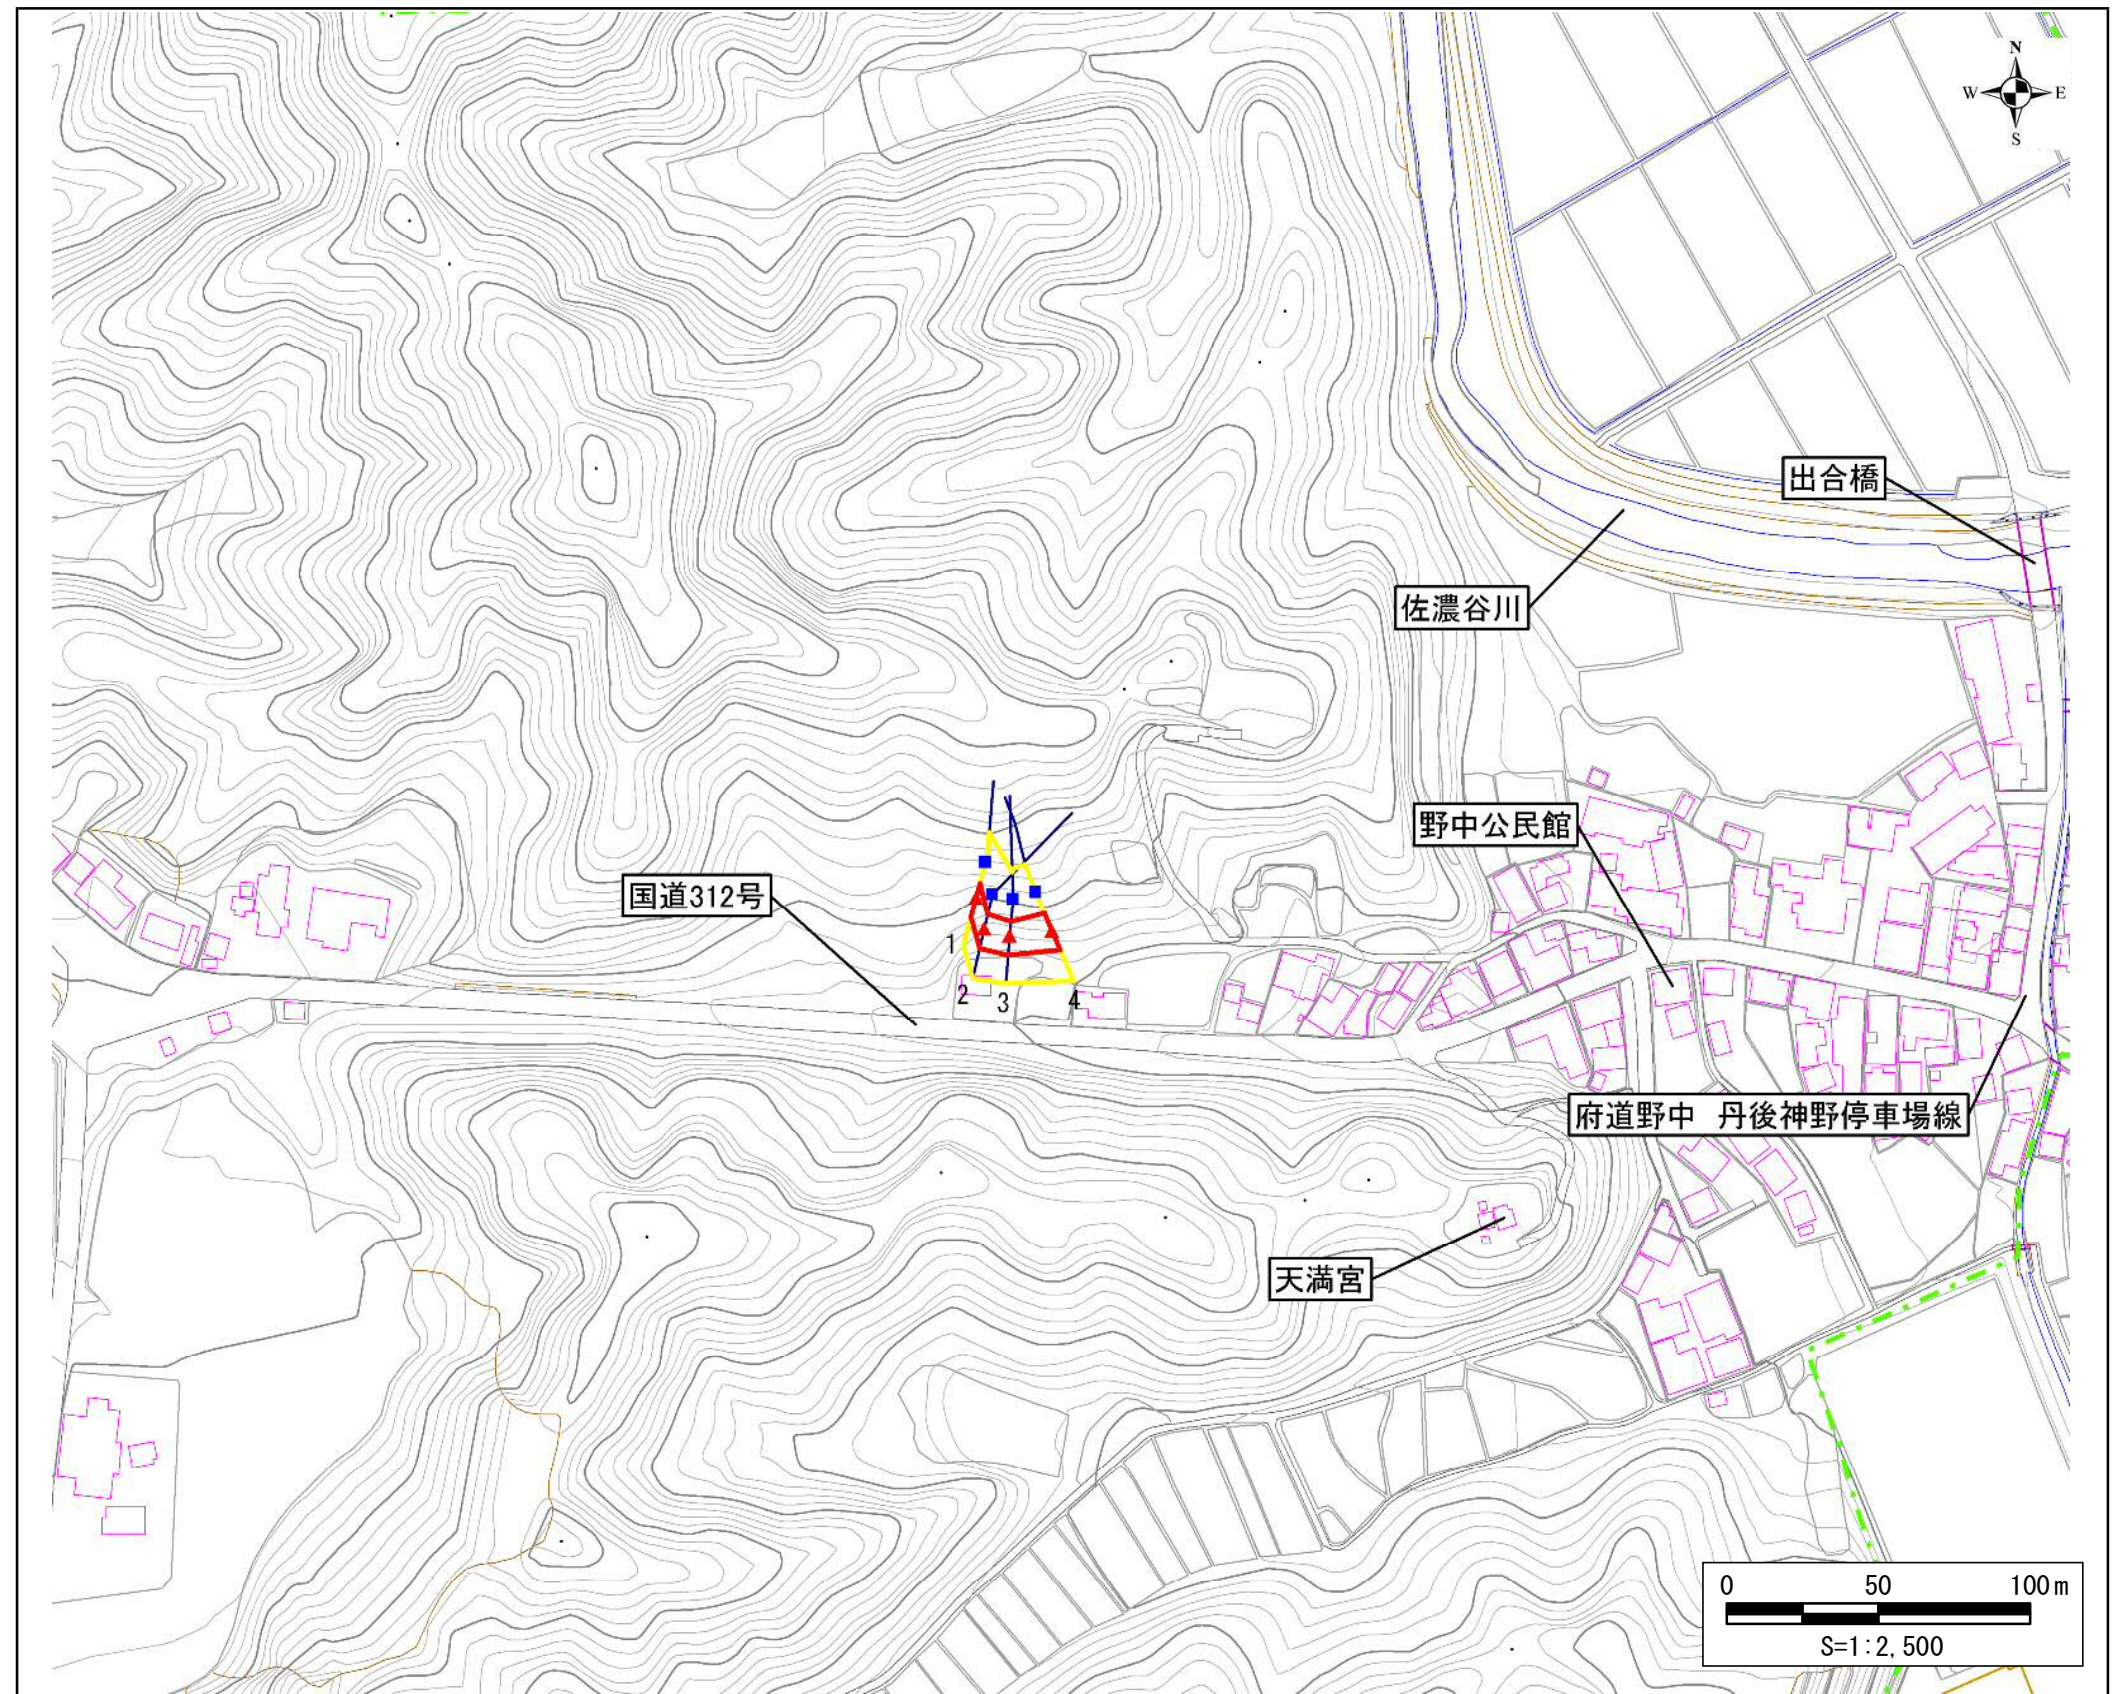 N
W E
S
出合橋
佐濃谷川
野中公民館
国道312号
1
2 3 4
府道野中 丹後神野停車場線
天満宮
0 50 100m
S=1:2,500